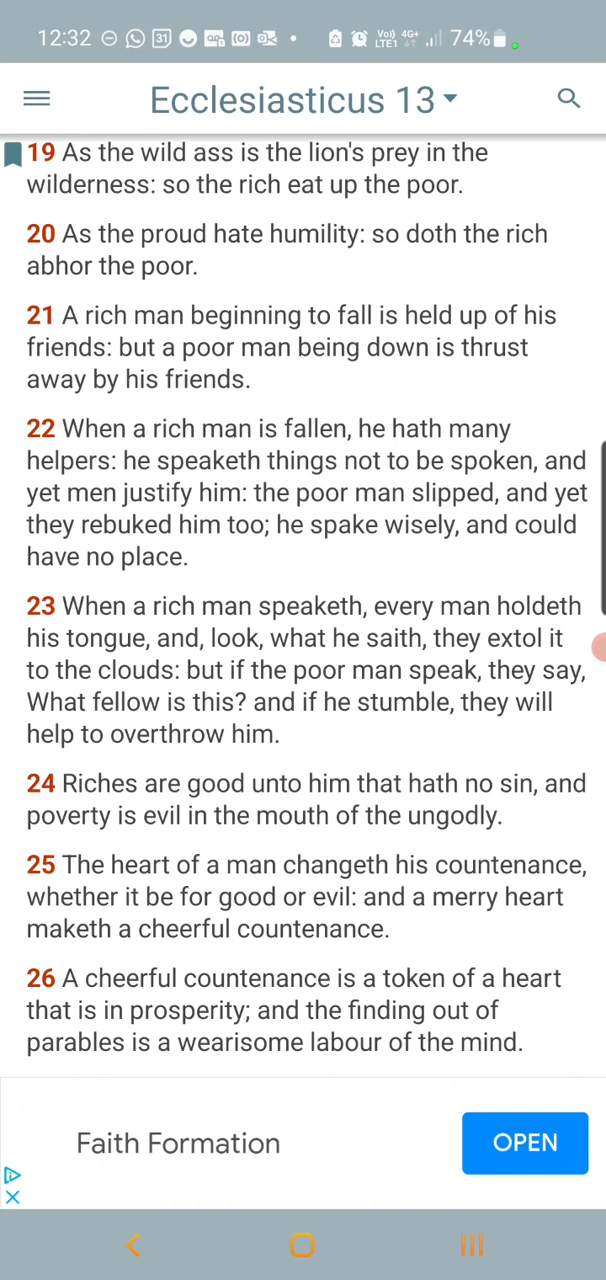 12:32 31 Vo)) LTE1 4G+ 74%
Ecclesiasticus 13
19 As the wild ass is the lion's prey in the
wilderness: so the rich eat up the poor.
20 As the proud hate humility: so doth the rich
abhor the poor.
21 A rich man beginning to fall is held up of his
friends: but a poor man being down is thrust
away by his friends.
22 When a rich man is fallen, he hath many
helpers: he speaketh things not to be spoken, and
yet men justify him: the poor man slipped, and yet
they rebuked him too; he spake wisely, and could
have no place.
23 When a rich man speaketh, every man holdeth
his tongue, and, look, what he saith, they extol it
to the clouds: but if the poor man speak, they say,
What fellow is this? and if he stumble, they will
help to overthrow him.
24 Riches are good unto him that hath no sin, and
poverty is evil in the mouth of the ungodly.
25 The heart of a man changeth his countenance,
whether it be for good or evil: and a merry heart
maketh a cheerful countenance.
26 A cheerful countenance is a token of a heart
that is in prosperity; and the finding out of
parables is a wearisome labour of the mind.
Faith Formation
OPEN